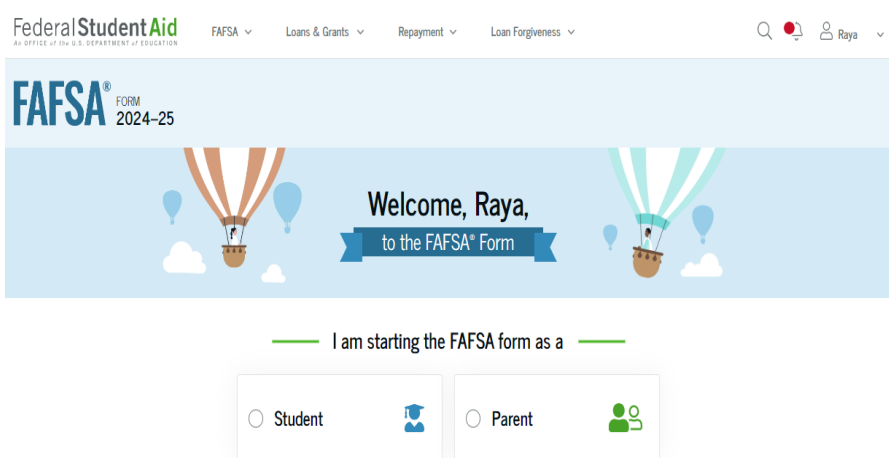 Federal Student Aid
An OFFICE of the U.S. DEPARTMENT of EDUCATION
FAFSA
Loans & Grants
Repayment
Loan Forgiveness
Raya
FAFSA® FORM
2024–25
Welcome, Raya,
to the FAFSA® Form
I am starting the FAFSA form as a
Student
Parent